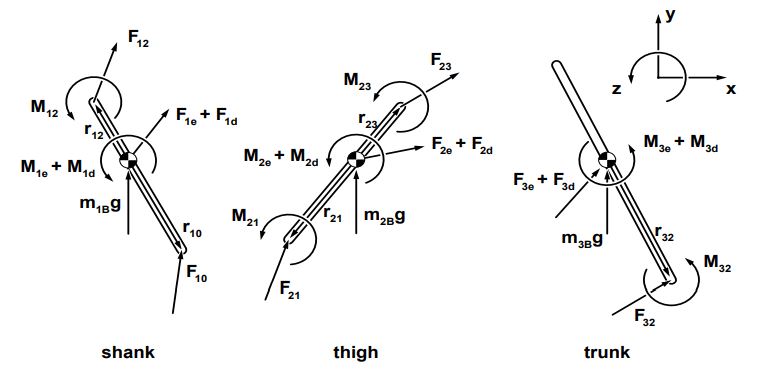 F12
M12
r12
F1e + F1d
M1e + M1d
m1Bg
r10
F10
shank
F23
M23
r23
F2e + F2d
M2e + M2d
M21
r21
m2Bg
F21
thigh
y
z
x
M3e + M3d
F3e + F3d
m3Bg
r32
M32
F32
trunk